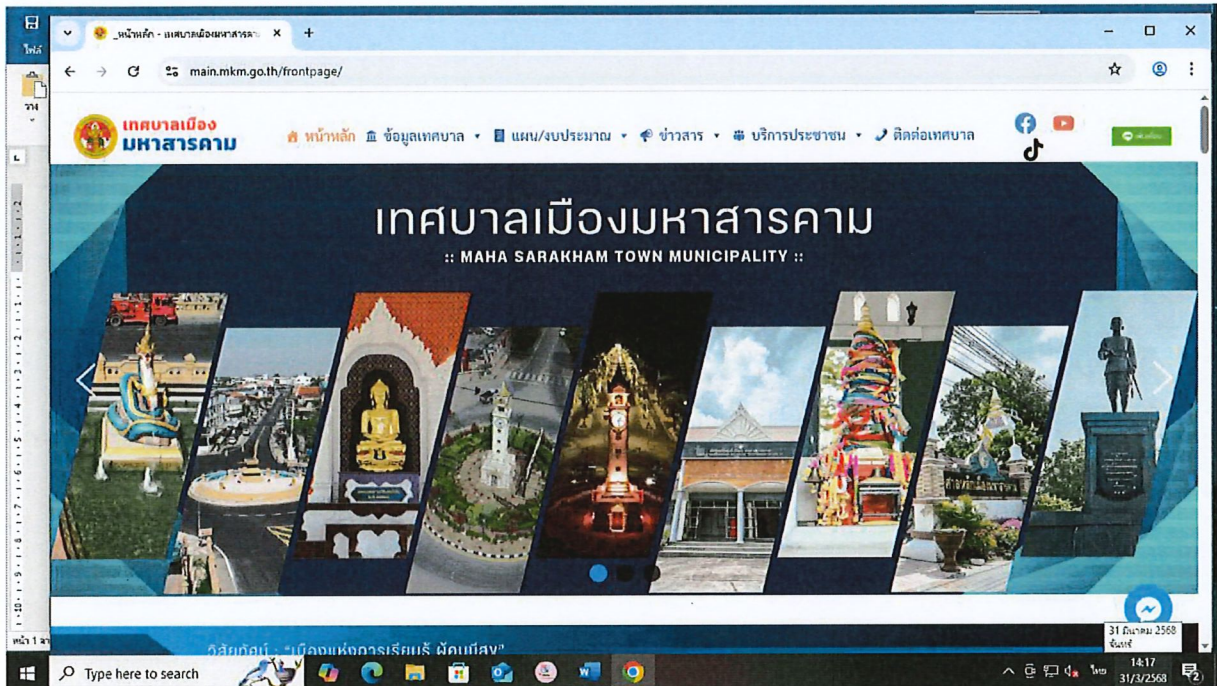 ไฟล์
_หน้าหลัก - เทศบาลเมืองมหาสารคา
main.mkm.go.th/frontpage/
วาง
เทศบาลเมือง
มหาสารคาม
หน้าหลัก ข้อมูลเทศบาล แผน/งบประมาณ ข่าวสาร บริการประชาชน ติดต่อเทศบาล
เทศบาลเมืองมหาสารคาม
:: MAHA SARAKHAM TOWN MUNICIPALITY ::
วิสัยทัศน์ : "เมืองแห่งการเรียนรู้ ผู้คนมีสุข"
หน้า 1 จา
31 มีนาคม 2568
จันทร์
Type here to search
ไทย
14:17
31/3/2568
2